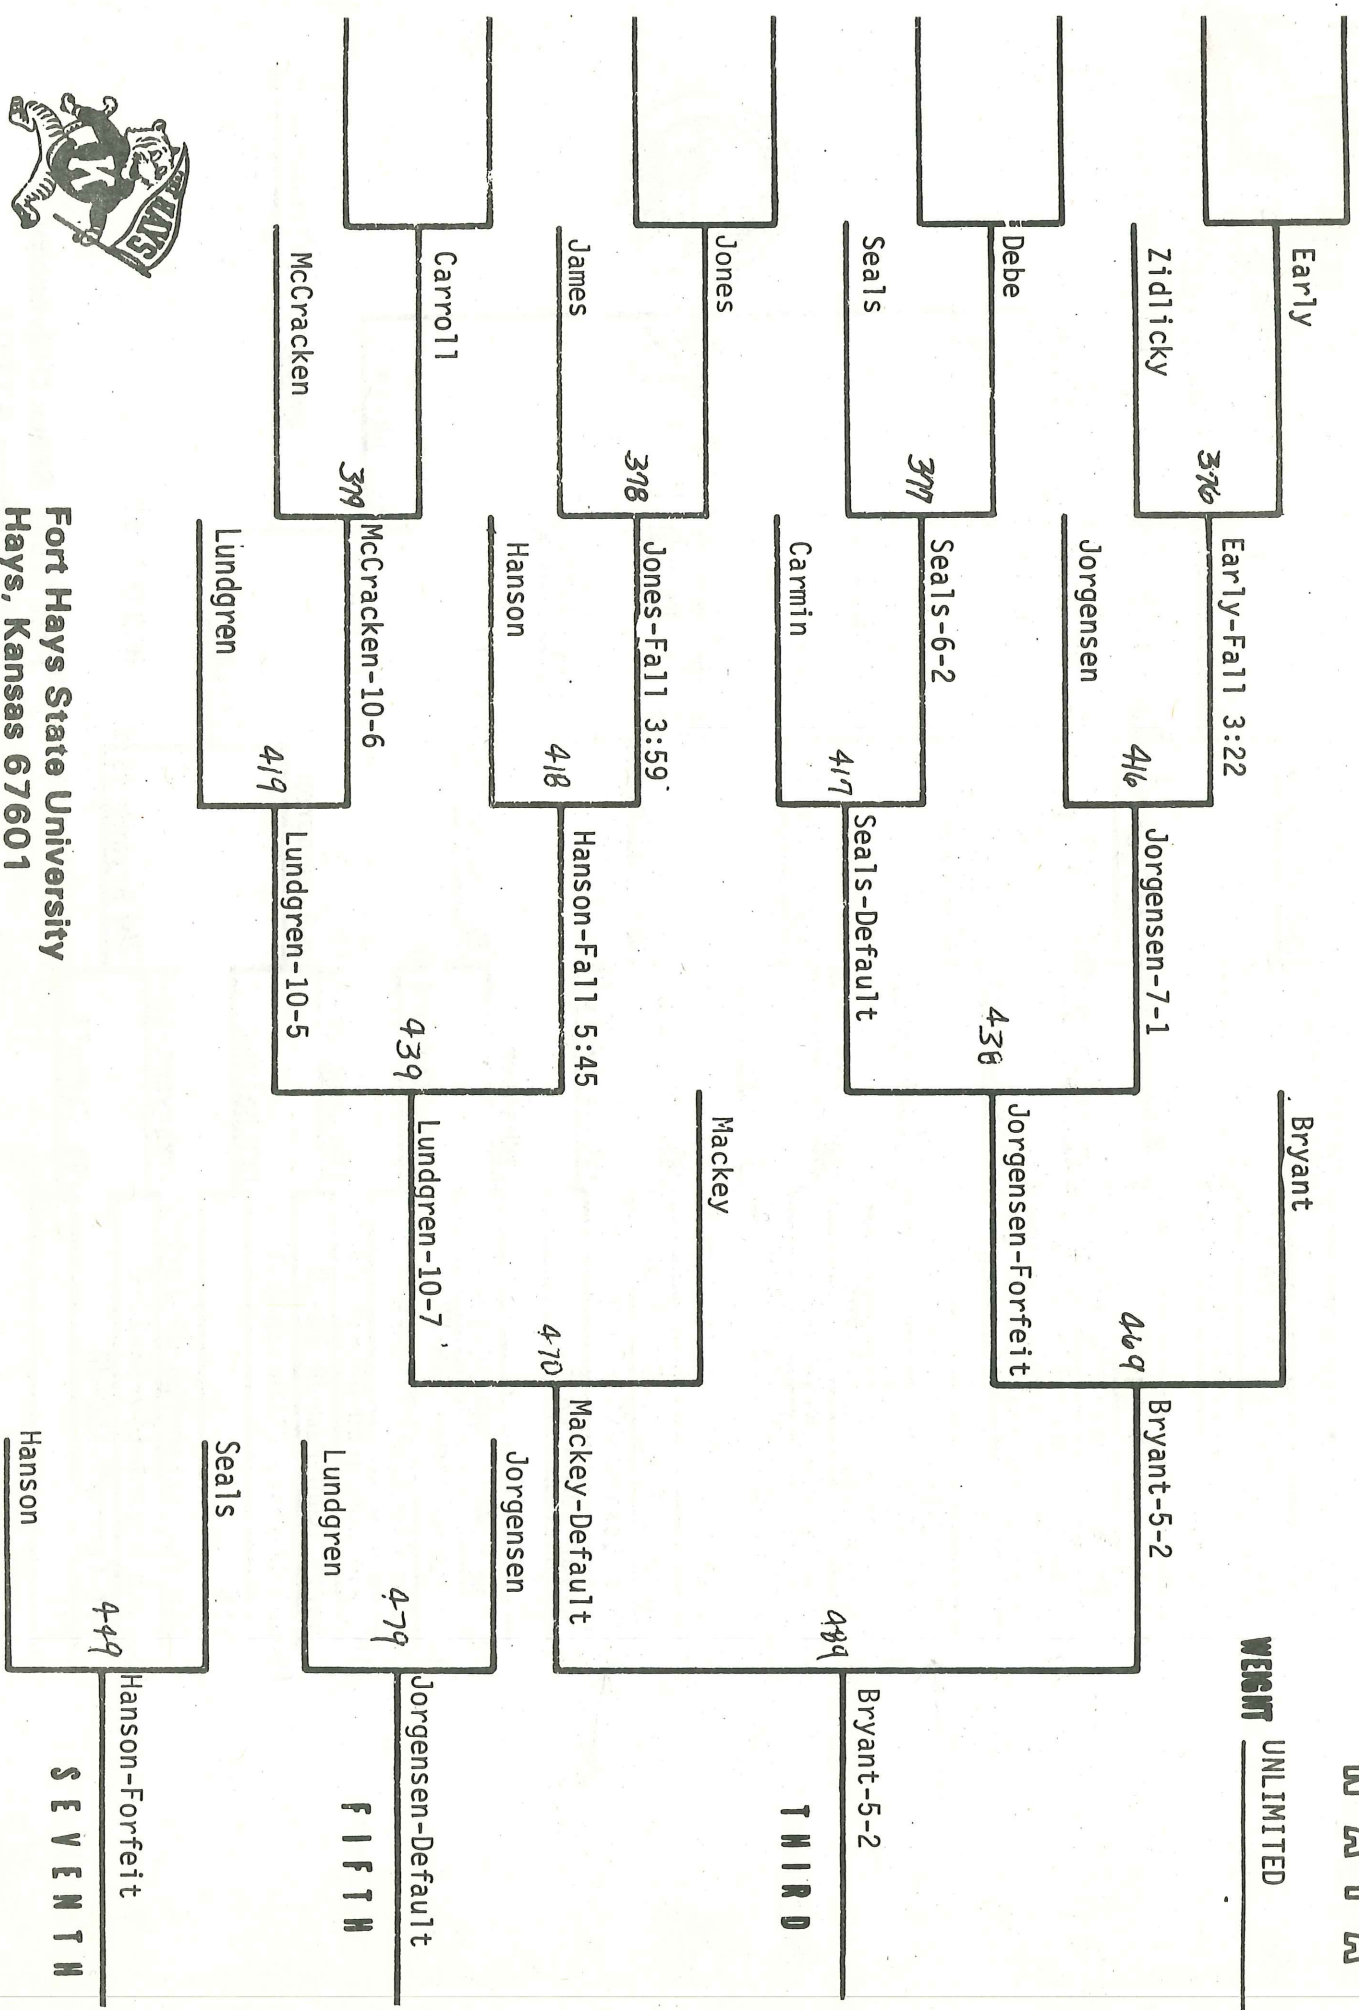 WEIGHT UNLIMITED
Early
376
Zidlicky
Debe
377
Seals
Jones
378
James
Carroll
379
McCracken
Early-Fall 3:22
416
Jorgensen
Seals-6-2
417
Carmin
Jones-Fall 3:59
418
Hanson
McCracken-10-6
419
Lundgren
Jorgensen-7-1
438
Seals-Default
Hanson-Fall 5:45
439
Lundgren-10-5
Bryant
469
Jorgensen-Forfeit
Mackey
470
Lundgren-10-7
Bryant-5-2
489
Mackey-Default
Bryant-5-2
THIRD
Jorgensen
479
Lundgren
Jorgensen-Default
FIFTH
Seals
449
Hanson
Hanson-Forfeit
SEVENTH
HAYS
K
Fort Hays State University
Hays, Kansas 67601